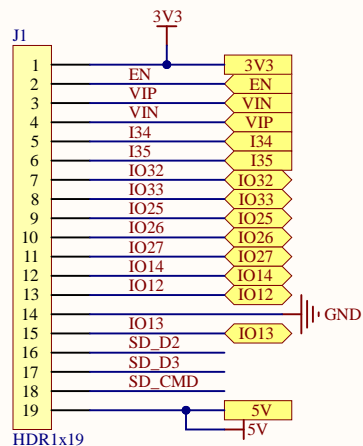 3V3
J1
1 3V3
2 EN EN
3 VIP VIN
4 VIN VIP
5 I34 I34
6 I35 I35
7 IO32 IO32
8 IO33 IO33
9 IO25 IO25
10 IO26 IO26
11 IO27 IO27
12 IO14 IO14
13 IO12 IO12
14 GND
15 IO13 IO13
16 SD_D2
17 SD_D3
18 SD_CMD
19 5V
5V
HDR1x19